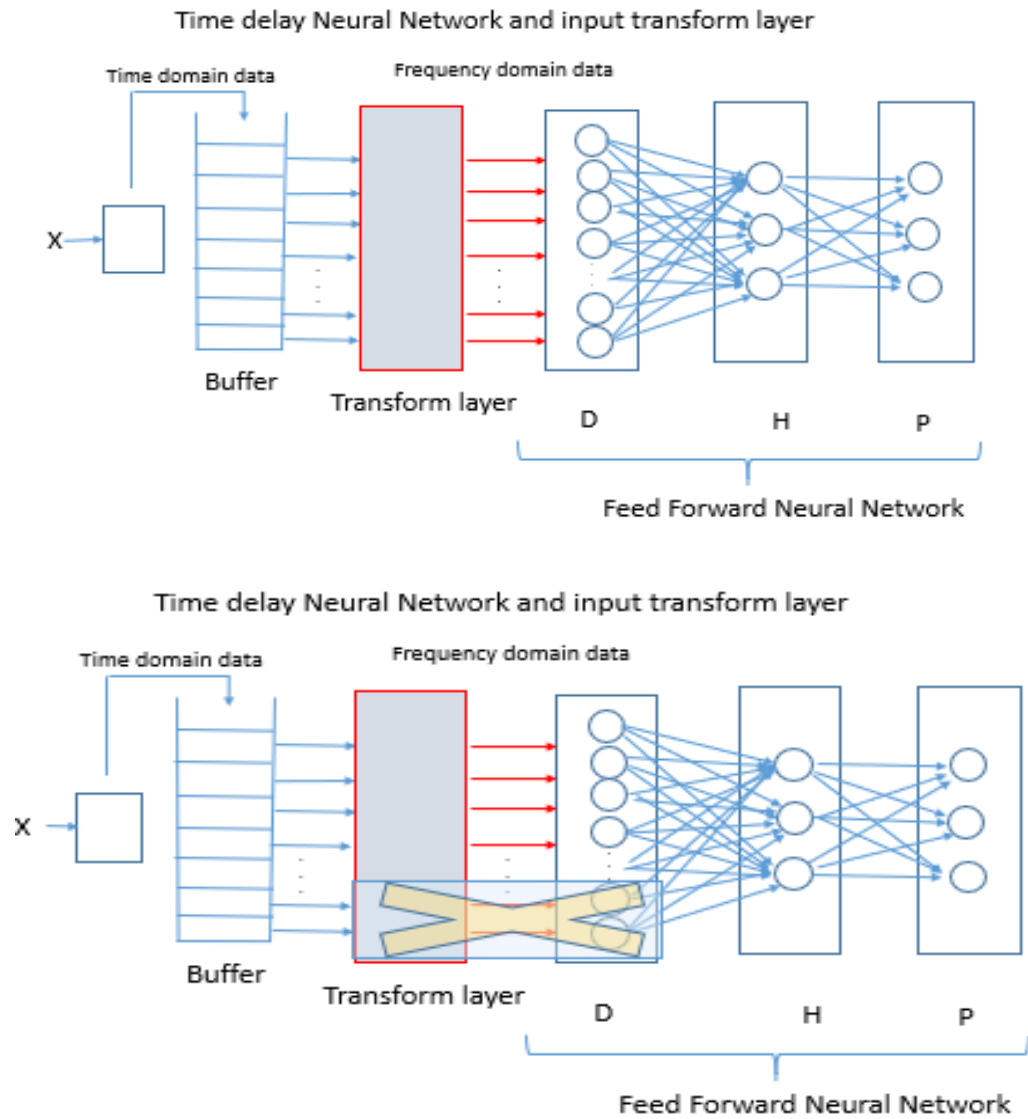 Time delay Neural Network and input transform layer
Time domain data
Frequency domain data
X
Buffer
Transform layer
D
H
P
Feed Forward Neural Network
Time delay Neural Network and input transform layer
Time domain data
Frequency domain data
X
Buffer
Transform layer
D
H
P
Feed Forward Neural Network